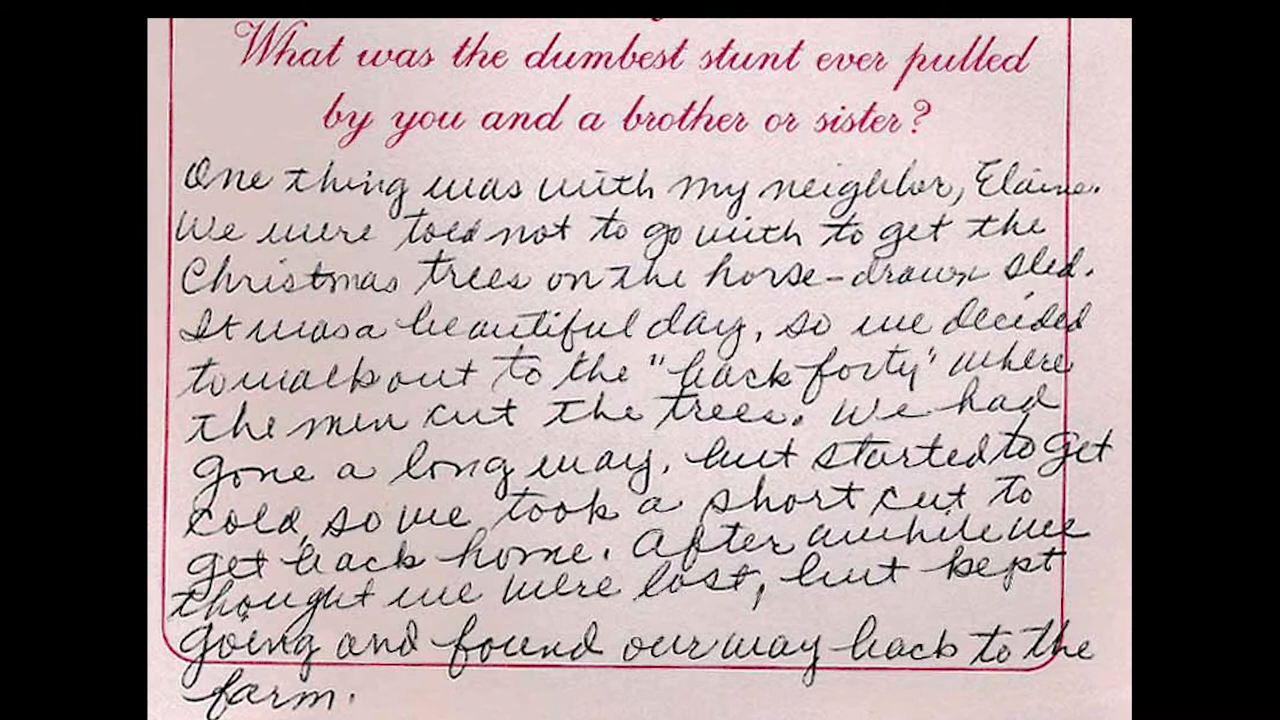 What was the dumbest stunt ever pulled
by you and a brother or sister?
One thing was with my neighbor, Elaine.
We were told not to go with to get the
Christmas trees on the horse-drawn sled.
It was a beautiful day, so we decided
to walk out to the "back forty" where
the men cut the trees. We had
gone a long way, but started to get
cold, so we took a short cut to
get back home. After awhile we
thought we were lost, but kept
going and found our way back to the
farm.